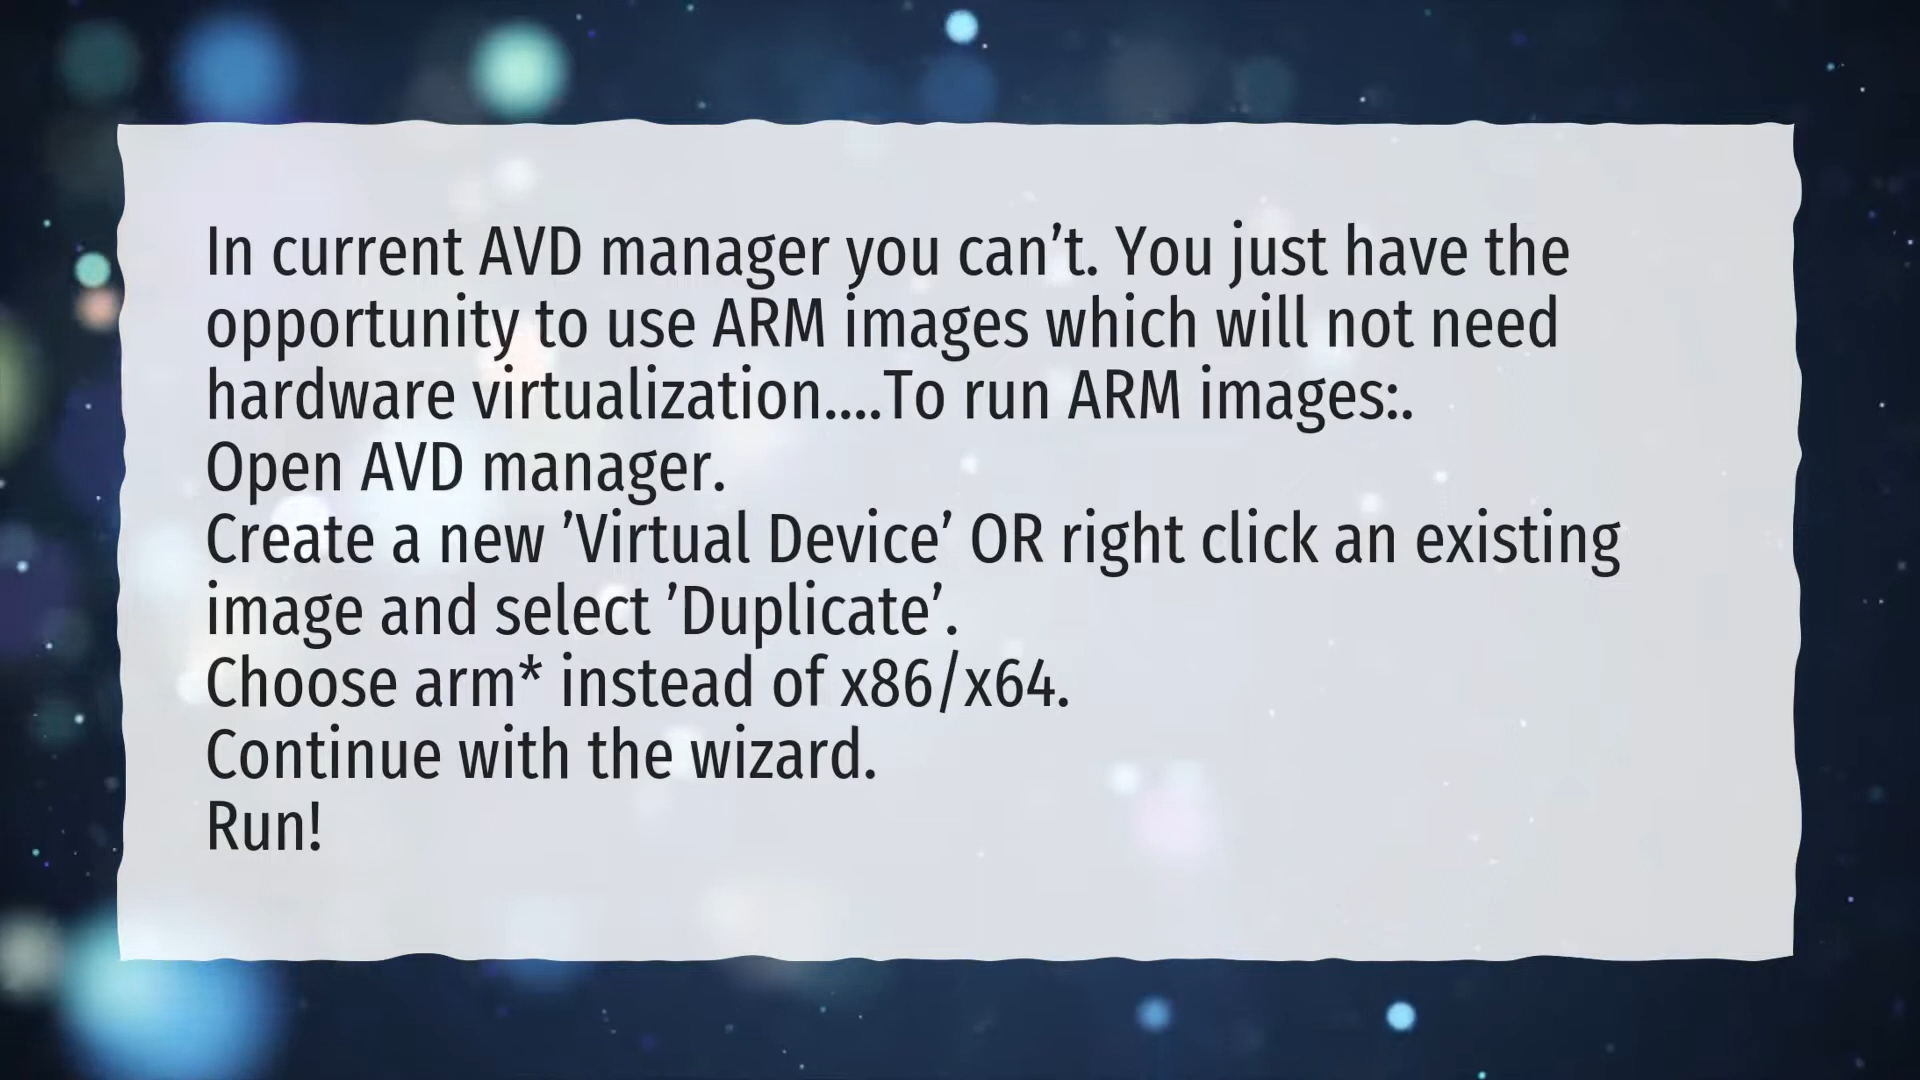 In current AVD manager you can’t. You just have the
opportunity to use ARM images which will not need
hardware virtualization....To run ARM images:.
Open AVD manager.
Create a new ’Virtual Device’ OR right click an existing
image and select ’Duplicate’.
Choose arm* instead of x86/x64.
Continue with the wizard.
Run!